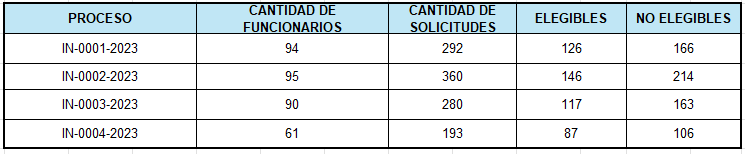 PROCESO CANTIDAD DE FUNCIONARIOS CANTIDAD DE SOLICITUDES ELEGIBLES NO ELEGIBLES
IN-0001-2023 94 292 126 166
IN-0002-2023 95 360 146 214
IN-0003-2023 90 280 117 163
IN-0004-2023 61 193 87 106